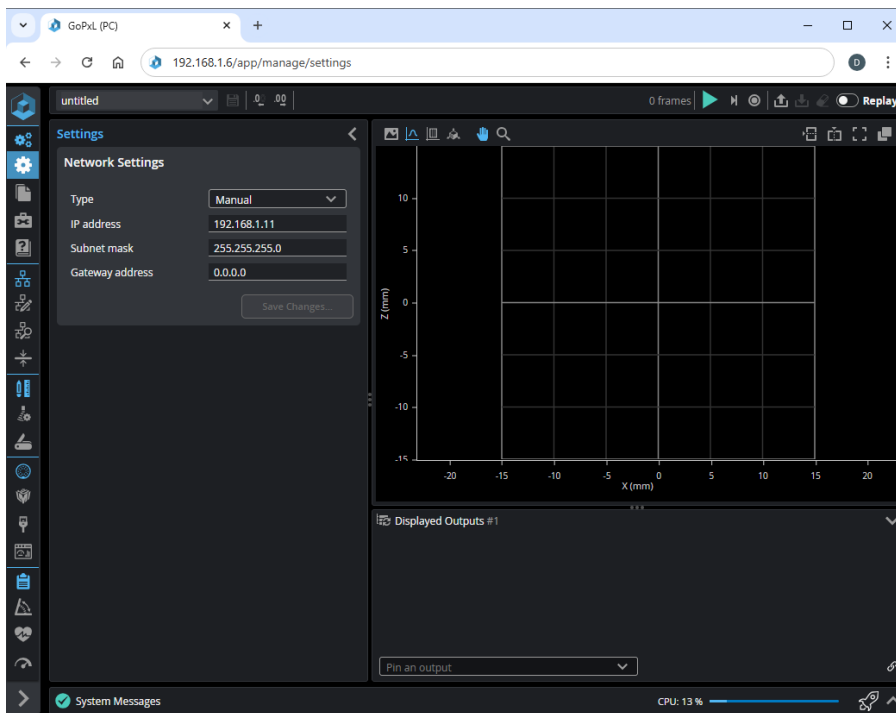 GoPxL (PC)
192.168.1.6/app/manage/settings
D
untitled
.0
.00
0 frames
Replay
Settings
Network Settings
Type
Manual
IP address
192.168.1.11
Subnet mask
255.255.255.0
Gateway address
0.0.0.0
Save Changes...
Z (mm)
10
5
0
-5
-10
-15
-20
-15
-10
-5
0
5
10
15
20
X (mm)
Displayed Outputs #1
Pin an output
System Messages
CPU: 13 %